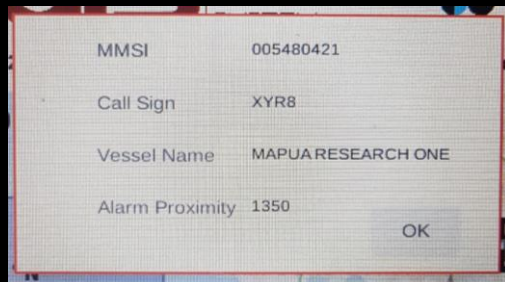 MMSI 005480421
Call Sign XYR8
Vessel Name MAPUA RESEARCH ONE
Alarm Proximity 1350
OK
N